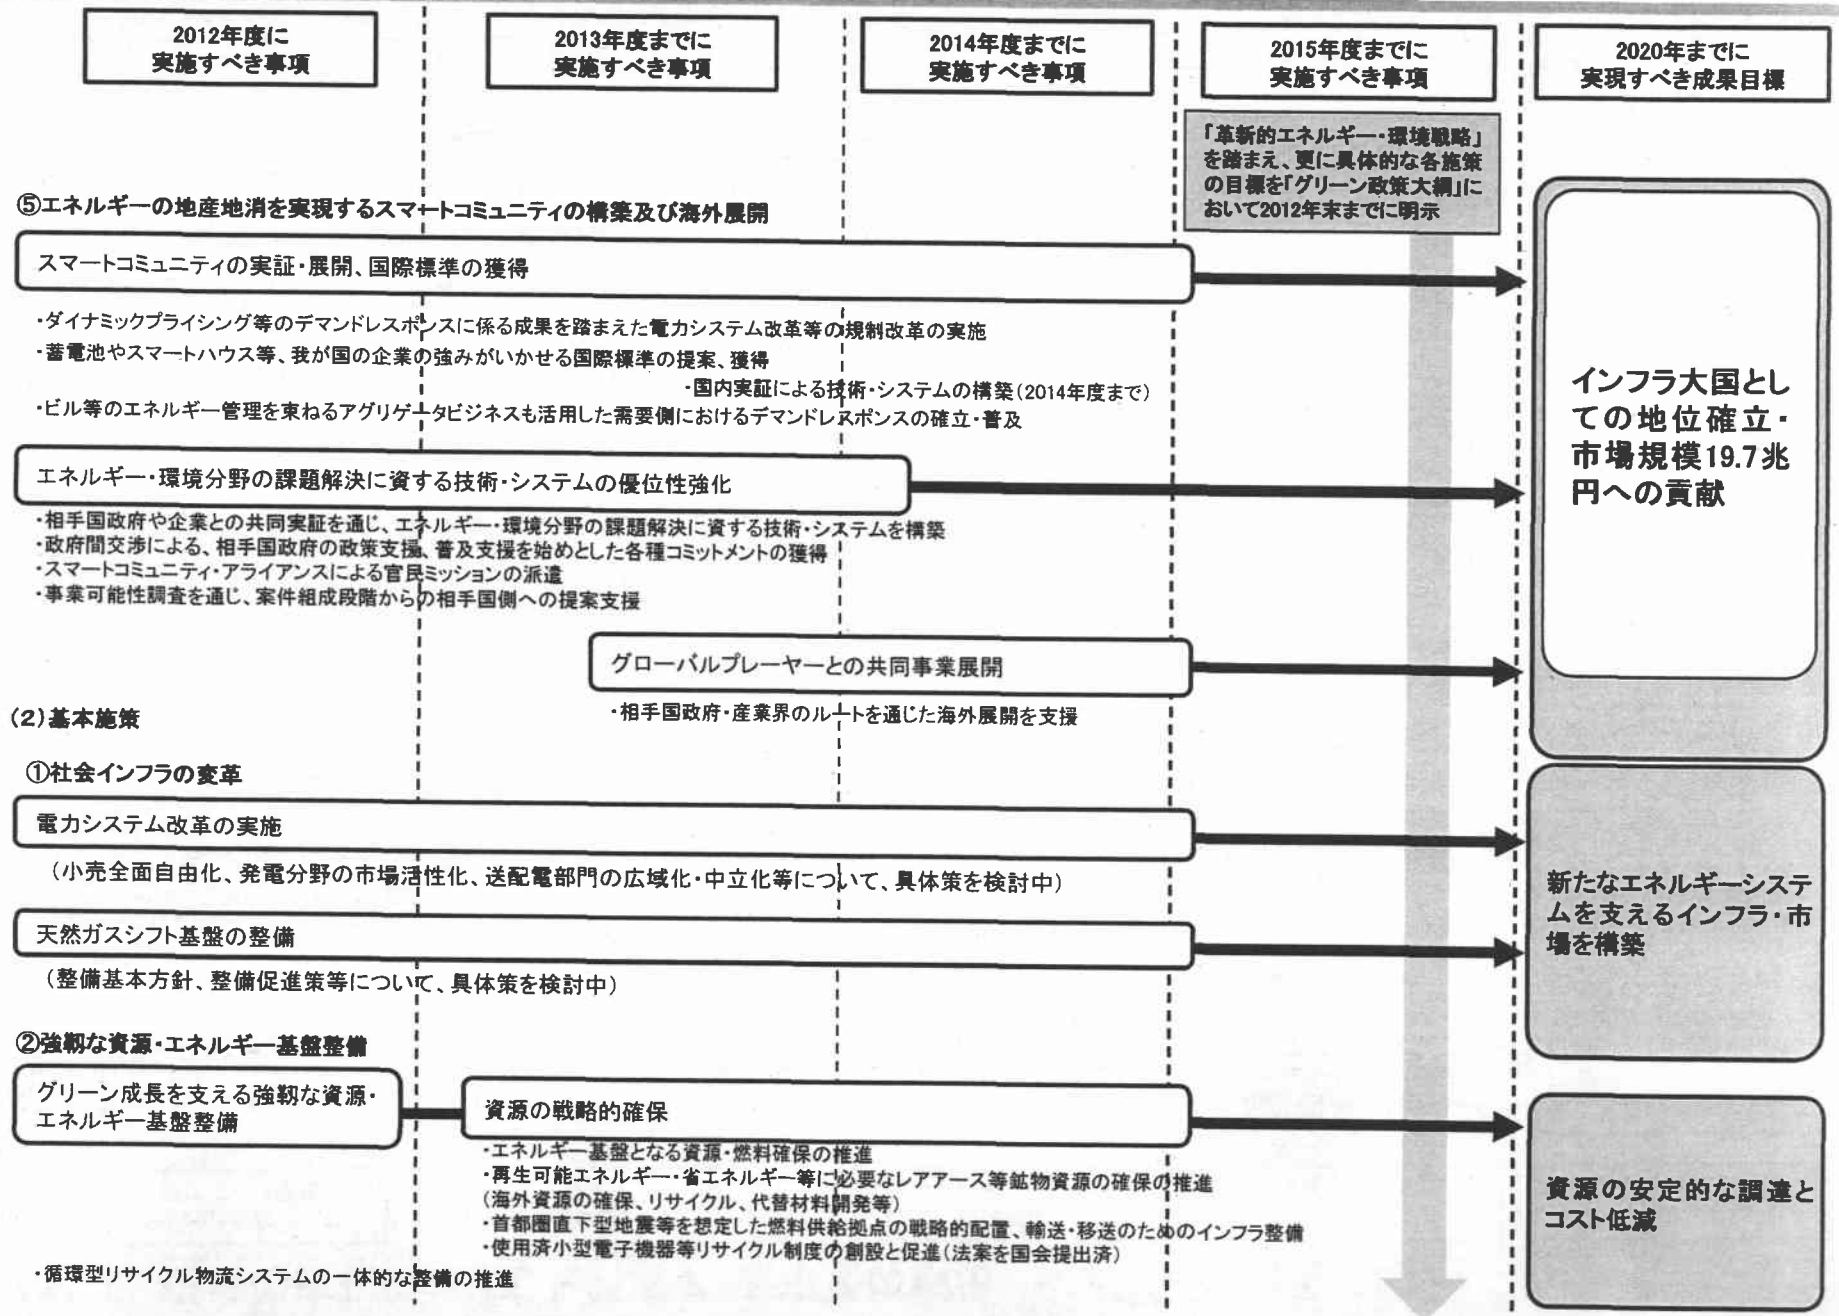 2012年度に
実施すべき事項
2013年度までに
実施すべき事項
2014年度までに
実施すべき事項
2015年度までに
実施すべき事項
2020年までに
実現すべき成果目標
「革新的エネルギー・環境戦略」
を踏まえ、更に具体的な各施策
の目標を「グリーン政策大綱」に
おいて2012年末までに明示
⑤エネルギーの地産地消を実現するスマートコミュニティの構築及び海外展開
スマートコミュニティの実証・展開、国際標準の獲得
・ダイナミックプライシング等のデマンドレスポンスに係る成果を踏まえた電力システム改革等の規制改革の実施
・蓄電池やスマートハウス等、我が国の企業の強みがいかせる国際標準の提案、獲得
・国内実証による技術・システムの構築(2014年度まで)
・ビル等のエネルギー管理を束ねるアグリゲータビジネスも活用した需要側におけるデマンドレスポンスの確立・普及
エネルギー・環境分野の課題解決に資する技術・システムの優位性強化
・相手国政府や企業との共同実証を通じ、エネルギー・環境分野の課題解決に資する技術・システムを構築
・政府間交渉による、相手国政府の政策支援、普及支援を始めとした各種コミットメントの獲得
・スマートコミュニティ・アライアンスによる官民ミッションの派遣
・事業可能性調査を通じ、案件組成段階からの相手国側への提案支援
グローバルプレーヤーとの共同事業展開
・相手国政府・産業界のルートを通じた海外展開を支援
インフラ大国とし
ての地位確立・
市場規模19.7兆
円への貢献
(2)基本施策
①社会インフラの変革
電力システム改革の実施
(小売全面自由化、発電分野の市場活性化、送配電部門の広域化・中立化等について、具体策を検討中)
天然ガスシフト基盤の整備
(整備基本方針、整備促進策等について、具体策を検討中)
新たなエネルギーシステ
ムを支えるインフラ・市
場を構築
②強靱な資源・エネルギー基盤整備
グリーン成長を支える強靱な資源・
エネルギー基盤整備
資源の戦略的確保
・エネルギー基盤となる資源・燃料確保の推進
・再生可能エネルギー・省エネルギー等に必要なレアアース等鉱物資源の確保の推進
(海外資源の確保、リサイクル、代替材料開発等)
・首都圏直下型地震等を想定した燃料供給拠点の戦略的配置、輸送・移送のためのインフラ整備
・使用済小型電子機器等リサイクル制度の創設と促進(法案を国会提出済)
・循環型リサイクル物流システムの一体的な整備の推進
資源の安定的な調達と
コスト低減